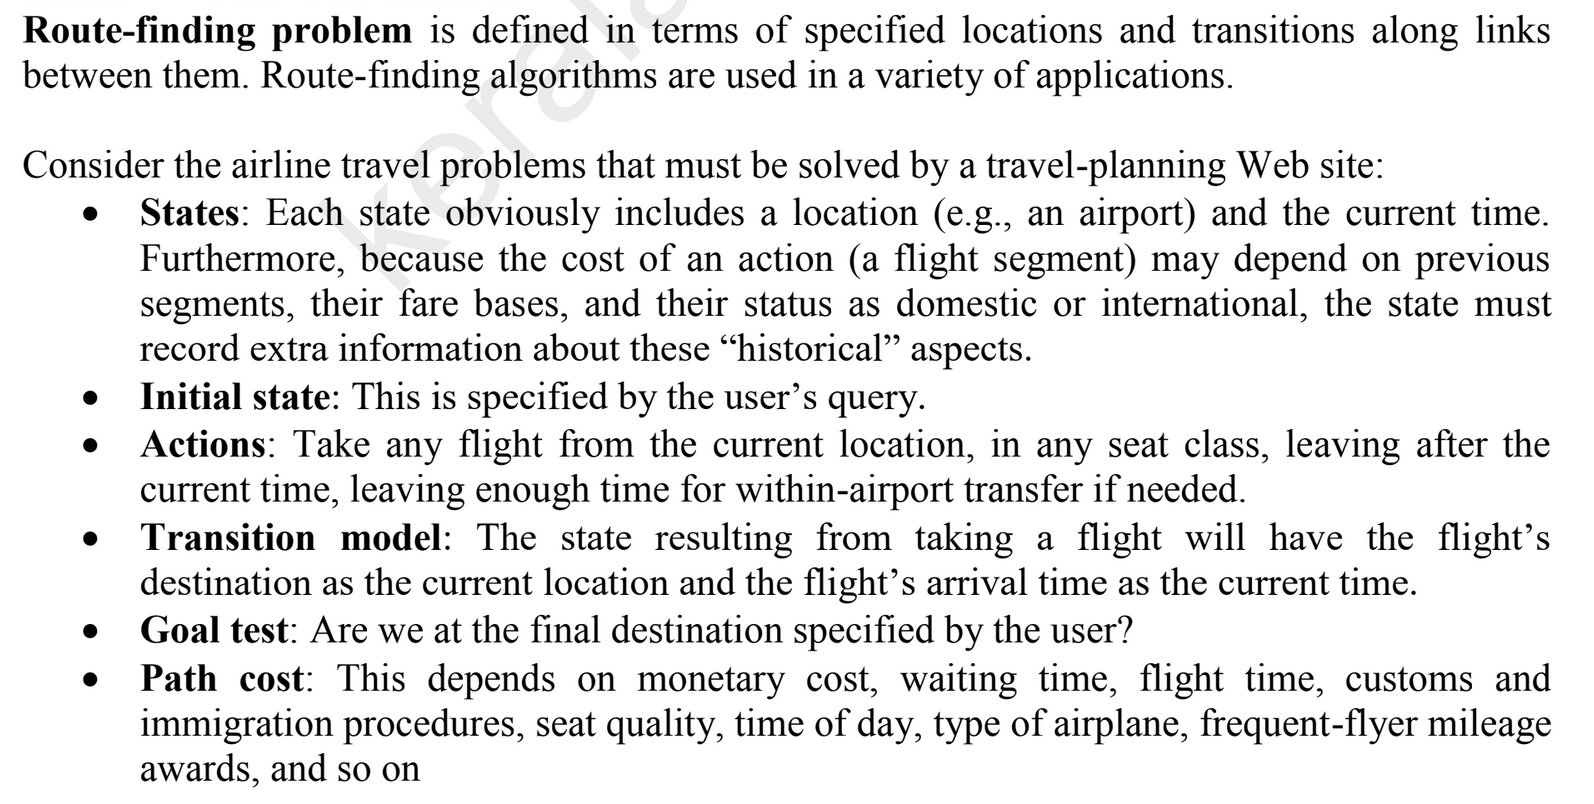 Route-finding problem is defined in terms of specified locations and transitions along links
between them. Route-finding algorithms are used in a variety of applications.
Consider the airline travel problems that must be solved by a travel-planning Web site:
• States: Each state obviously includes a location (e.g., an airport) and the current time.
Furthermore, because the cost of an action (a flight segment) may depend on previous
segments, their fare bases, and their status as domestic or international, the state must
record extra information about these “historical” aspects.
• Initial state: This is specified by the user’s query.
• Actions: Take any flight from the current location, in any seat class, leaving after the
current time, leaving enough time for within-airport transfer if needed.
• Transition model: The state resulting from taking a flight will have the flight’s
destination as the current location and the flight’s arrival time as the current time.
• Goal test: Are we at the final destination specified by the user?
• Path cost: This depends on monetary cost, waiting time, flight time, customs and
immigration procedures, seat quality, time of day, type of airplane, frequent-flyer mileage
awards, and so on